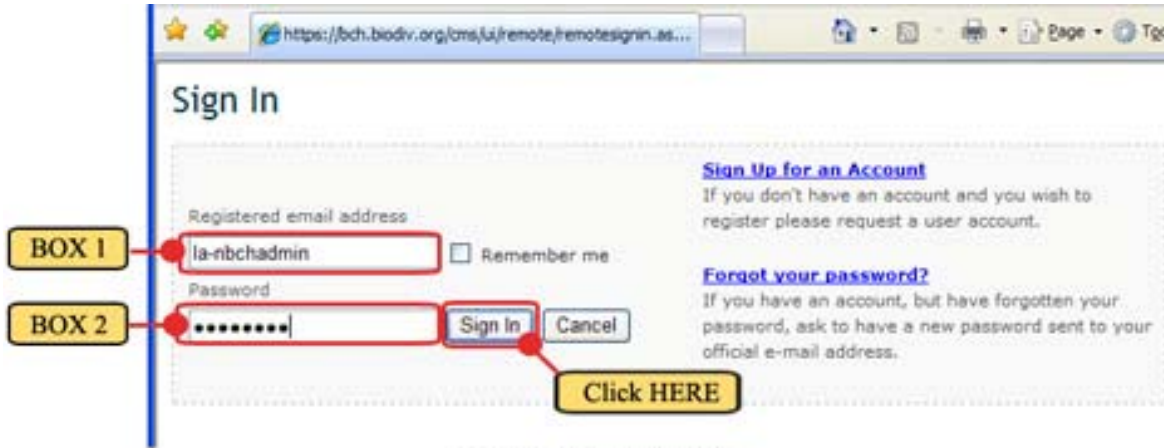 https://bch.biodiv.org/cms/ui/remote/remotesignin.as...
Page
Sign In
Sign Up for an Account
If you don't have an account and you wish to
register please request a user account.
Registered email address
BOX 1
la-nbchadmin
Remember me
Forgot your password?
Password
If you have an account, but have forgotten your
BOX 2
••••••••
Sign In
Cancel
password, ask to have a new password sent to your
official e-mail address.
Click HERE